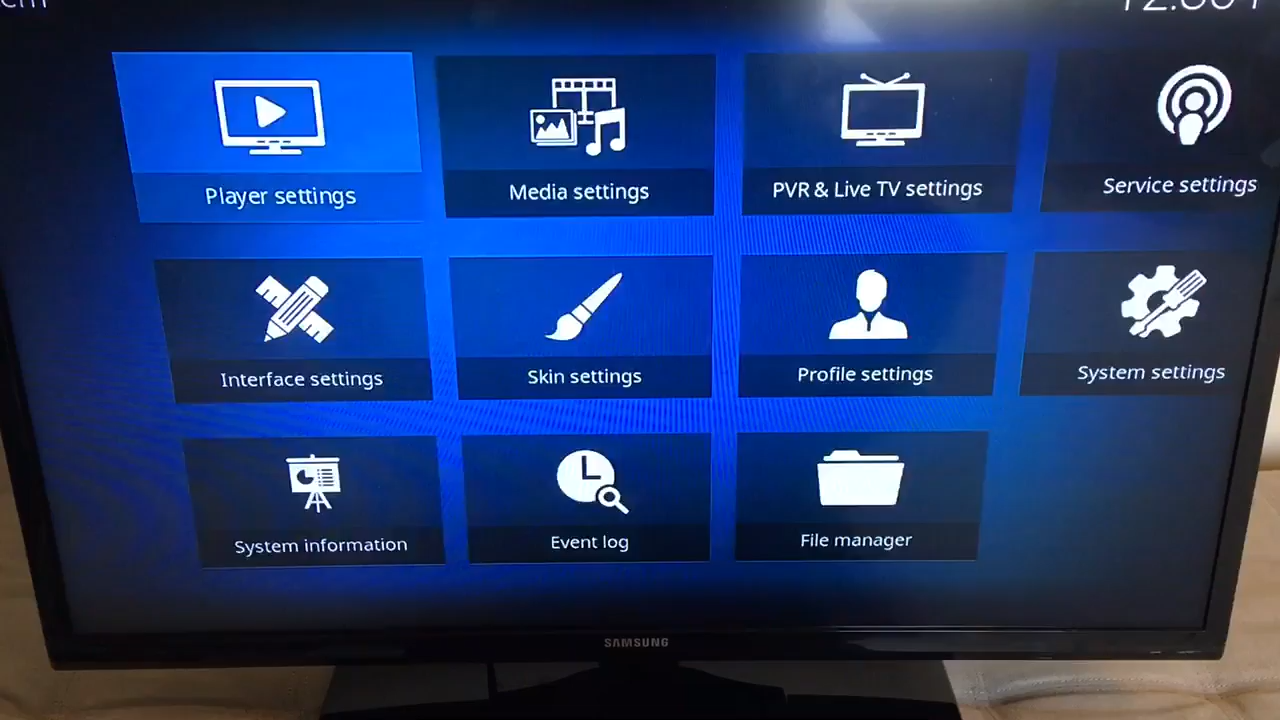 Player settings
Media settings
PVR & Live TV settings
Service settings
Interface settings
Skin settings
Profile settings
System settings
System information
Event log
File manager
SAMSUNG